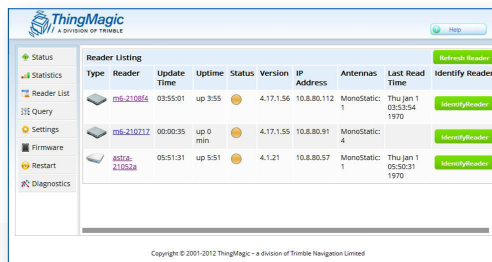 ThingMagic
A DIVISION OF TRIMBLE
Help
Status
Statistics
Reader List
Query
Settings
Firmware
Restart
Diagnostics
Reader Listing
Refresh Reader
Type Reader Update Time Uptime Status Version IP Address Antennas Last Read Time Identify Reader
m6-2108f4 03:55:01 up 3:55 4.17.1.56 10.8.80.112 MonoStatic: 1 Thu Jan 1 03:53:54 1970 IdentifyReader
m6-210717 00:00:35 up 0 min 4.17.1.55 10.8.80.91 MonoStatic: 4 IdentifyReader
astra-21052a 05:51:31 up 5:51 4.1.21 10.8.80.57 MonoStatic: 1 Thu Jan 1 05:50:31 1970 IdentifyReader
Copyright © 2001-2012 ThingMagic – a division of Trimble Navigation Limited